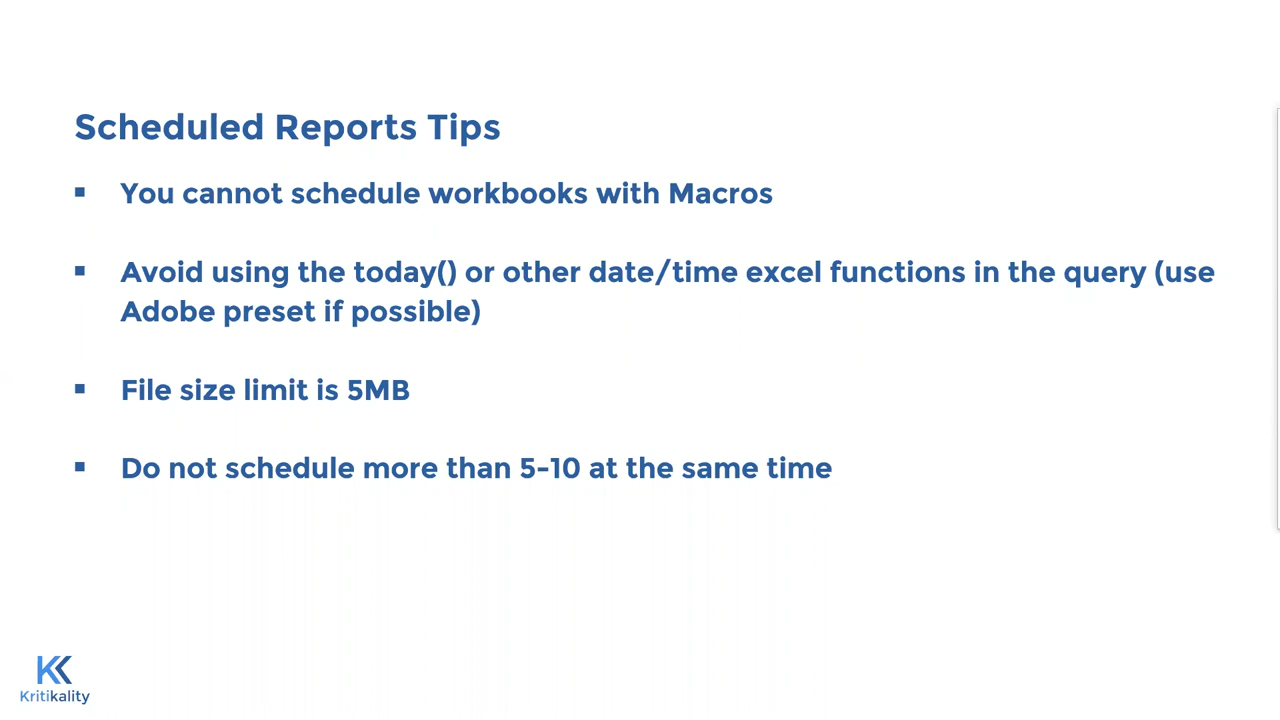 Scheduled Reports Tips
▪ You cannot schedule workbooks with Macros
▪ Avoid using the today() or other date/time excel functions in the query (use
Adobe preset if possible)
▪ File size limit is 5MB
▪ Do not schedule more than 5-10 at the same time
Kritikality